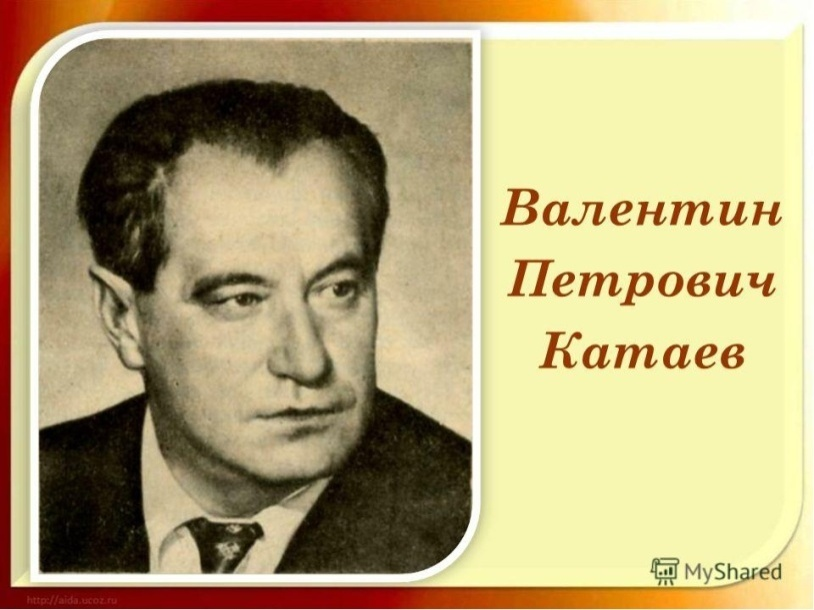 Валентин
Петрович
Катаев
MyShared
http://aida.ucoz.ru